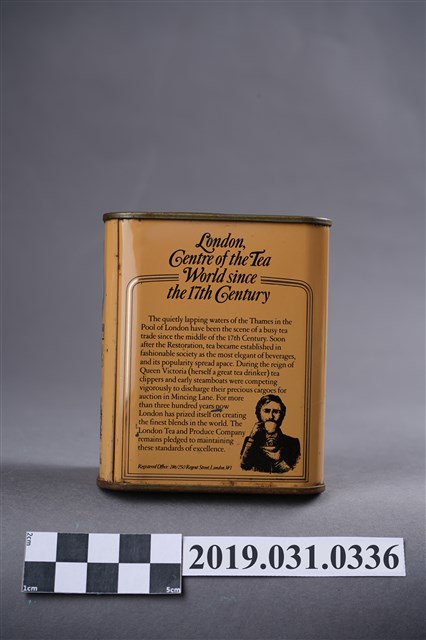 London,
Centre of the Tea
World since
the 17th Century
The quietly lapping waters of the Thames in the
Pool of London have been the scene of a busy tea
trade since the middle of the 17th Century. Soon
after the Restoration, tea became established in
fashionable society as the most elegant of beverages,
and its popularity spread apace. During the reign of
Queen Victoria (herself a great tea drinker) tea
clippers and early steamboats were competing
vigorously to discharge their precious cargoes for
auction in Mincing Lane. For more
than three hundred years now
London has prized itself on creating
the finest blends in the world. The
London Tea and Produce Company
remains pledged to maintaining
these standards of excellence.
Registered Office: Regent Street London W1
2cm
1cm
5cm
2019.031.0336